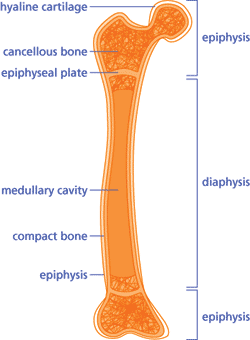 hyaline cartilage
epiphysis
cancellous bone
epiphyseal plate
diaphysis
medullary cavity
compact bone
epiphysis
epiphysis